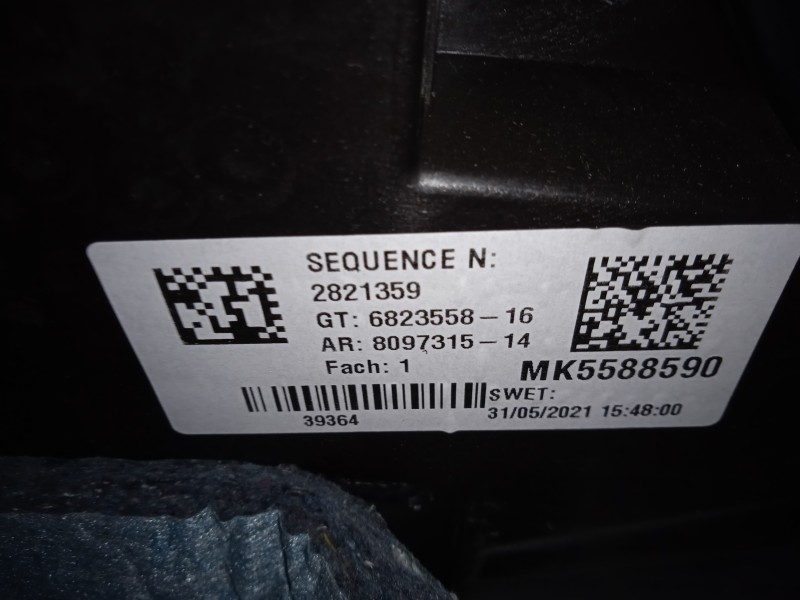 SEQUENCE N:
2821359
GT: 6823558-16
AR: 8097315-14
Fach: 1
MK5588590
39364
SWET:
31/05/2021 15:48:00